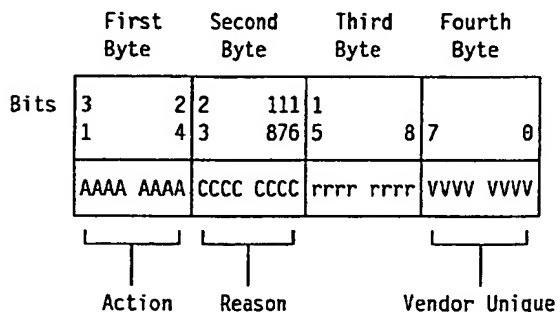 First Second Third Fourth
Byte Byte Byte Byte
Bits 3 2 2 111 1
1 4 3 876 5 8 7 0
AAAA AAAA CCCC CCCC rrrr rrrr VVVV VVVV
Action Reason Vendor Unique